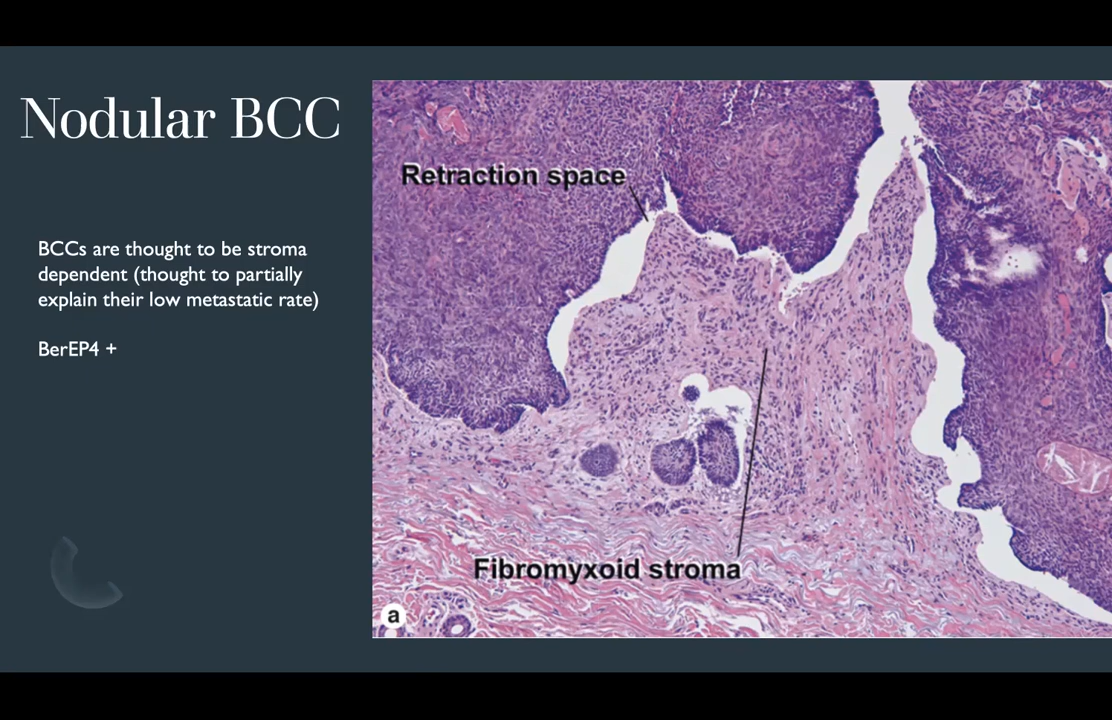 Nodular BCC
BCCs are thought to be stroma
dependent (thought to partially
explain their low metastatic rate)
BerEP4 +
Retraction space
Fibromyxoid stroma
a